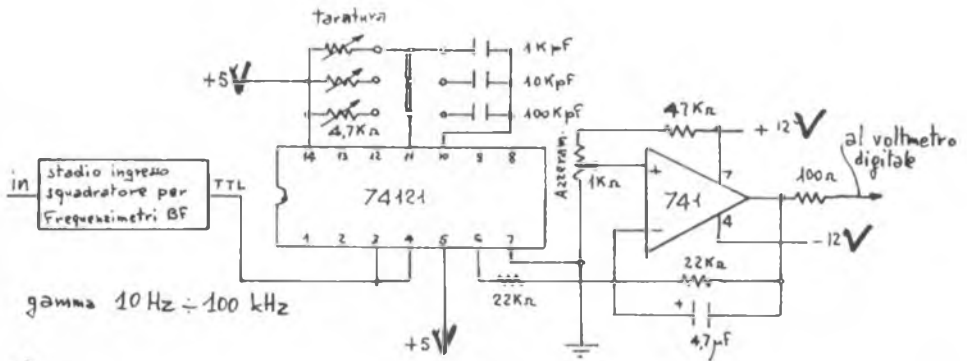 taratura
1KpF
+5V
10KpF
100KpF
4,7KΩ
47KΩ
+12V
al voltmetro
digitale
14 13 12 11 10 9 8
Azzeram.
1KΩ
+
7
100Ω
in
stadio ingresso
squadratore per
Frequenzimetri BF
TTL
74121
741
4
-
-12V
1 2 3 4 5 6 7
22KΩ
22KΩ
gamma 10 Hz ÷ 100 kHz
+
4,7µF
+5V